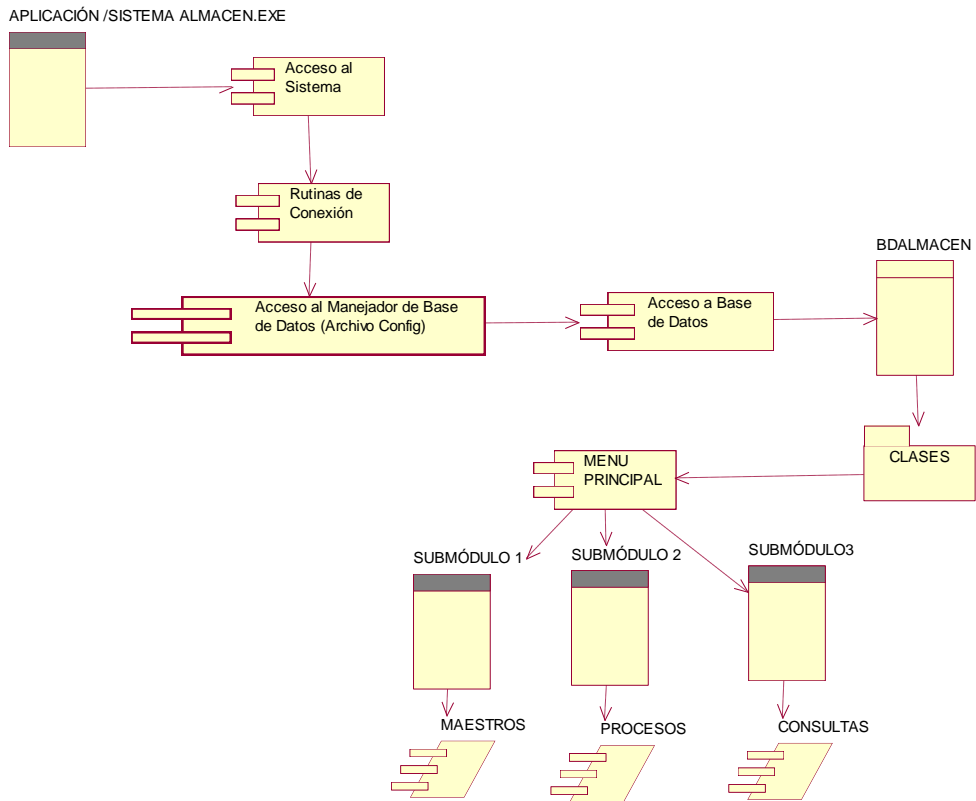 APLICACIÓN /SISTEMA ALMACEN.EXE
Acceso al
Sistema
Rutinas de
Conexión
BDALMACEN
Acceso al Manejador de Base
de Datos (Archivo Config)
Acceso a Base
de Datos
CLASES
MENU
PRINCIPAL
SUBMÓDULO 1
SUBMÓDULO 2
SUBMÓDULO3
MAESTROS
PROCESOS
CONSULTAS